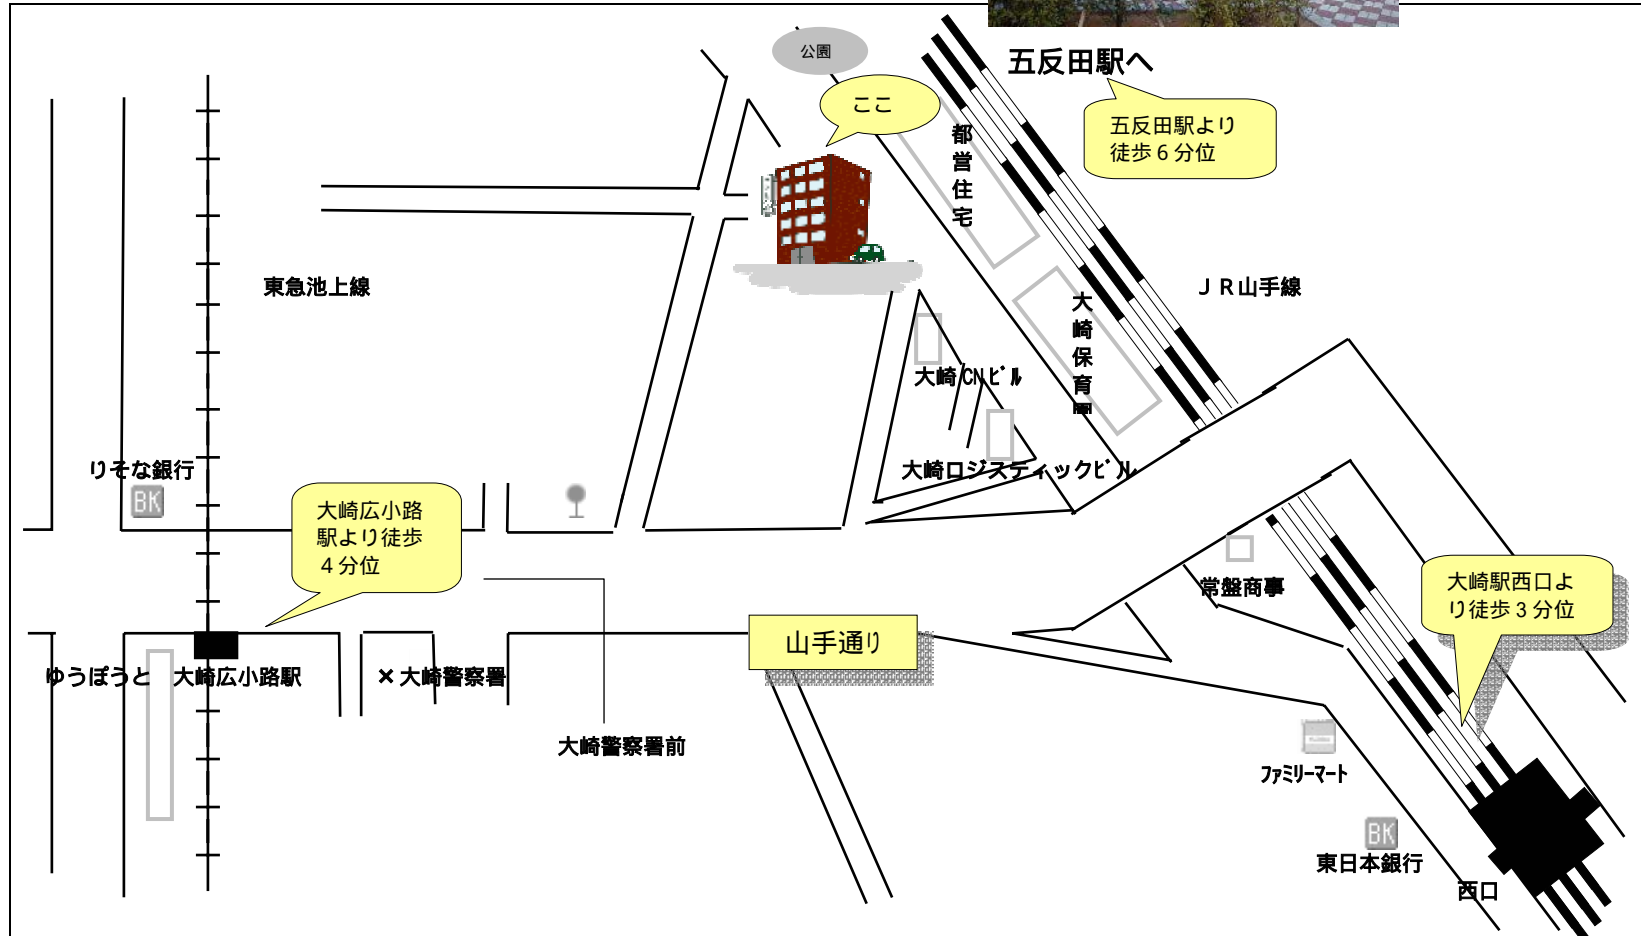 公園
五反田駅へ
ここ
五反田駅より
徒歩６分位
都営住宅
東急池上線
ＪＲ山手線
大崎保育園
大崎CNビル
りそな銀行
BK
大崎ロジスティックビル
大崎広小路
駅より徒歩
４分位
常盤商事
大崎駅西口よ
り徒歩３分位
山手通り
ゆうぽうと
大崎広小路駅
×大崎警察署
大崎警察署前
ファミリーマート
BK
東日本銀行
西口